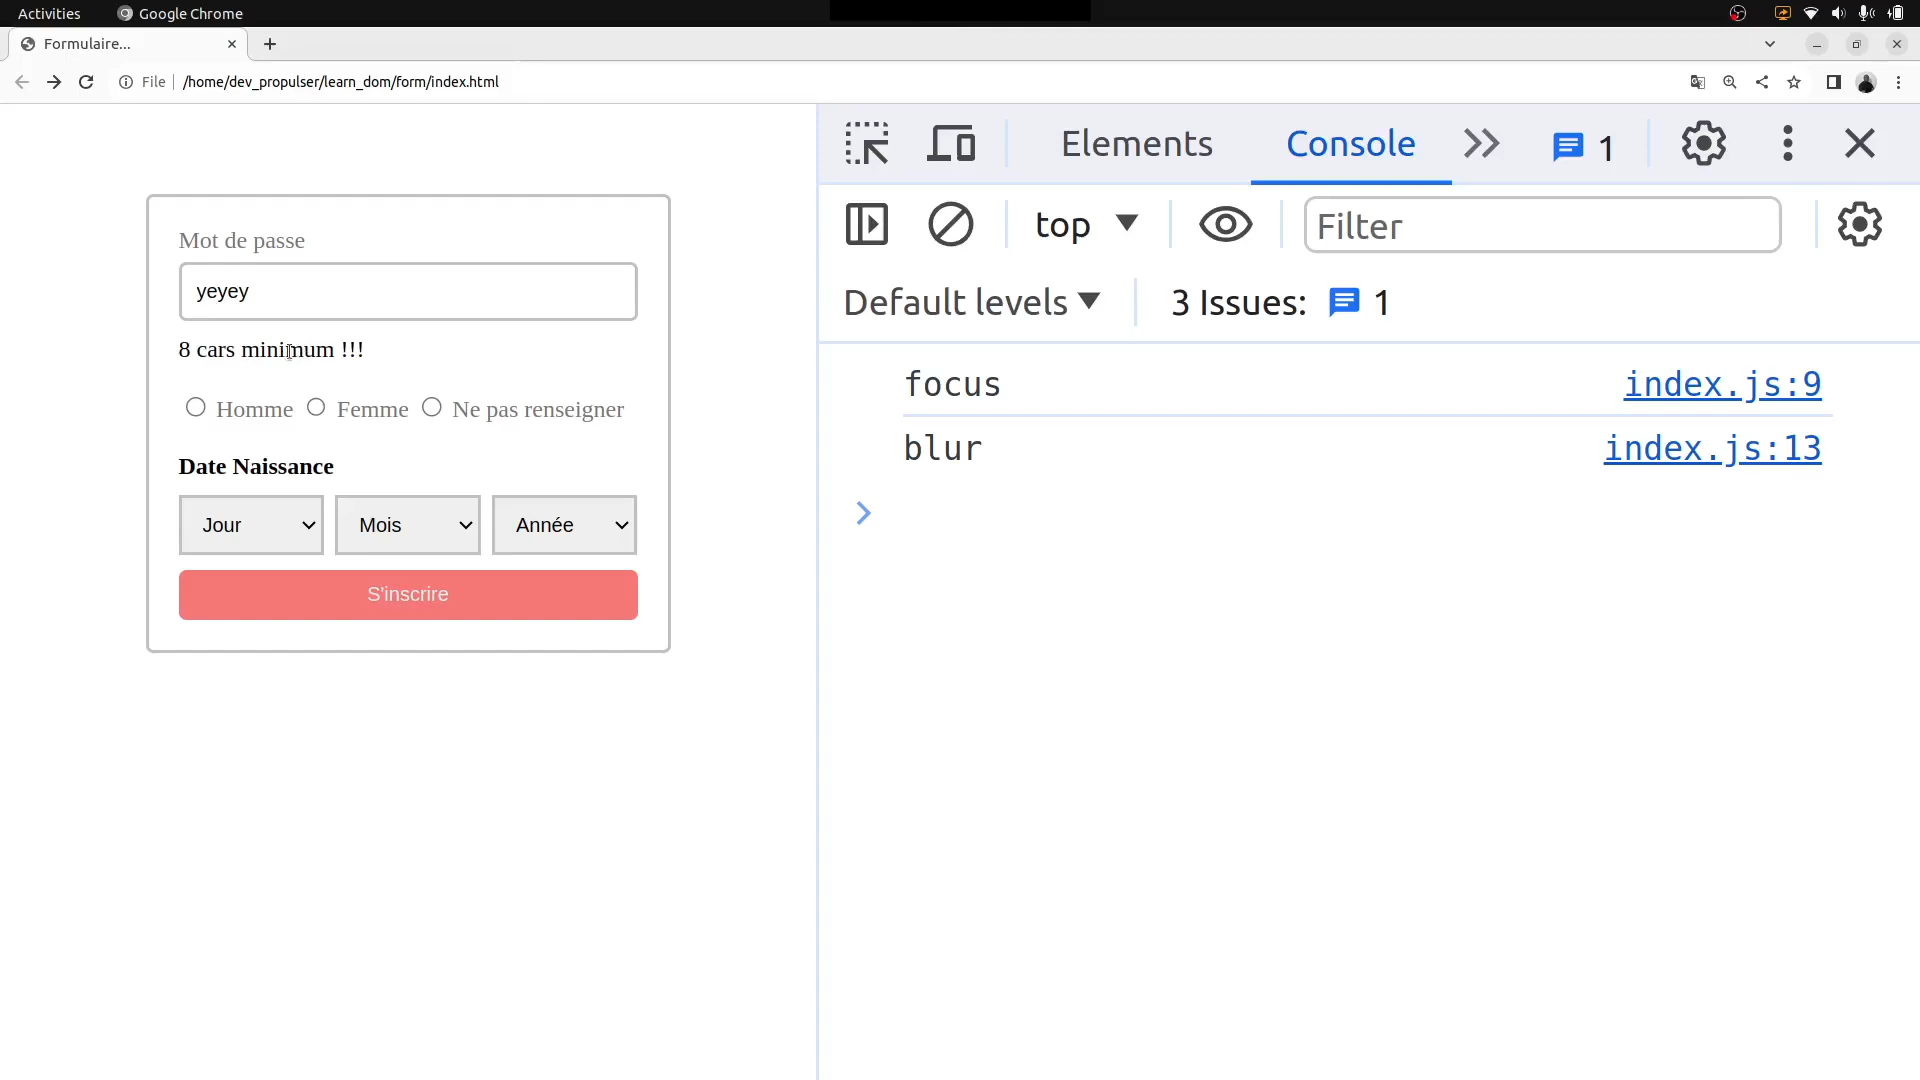 Activities Google Chrome
Formulaire...
File /home/dev_propulser/learn_dom/form/index.html
Mot de passe
yeyey
8 cars minimum !!!
Homme Femme Ne pas renseigner
Date Naissance
Jour Mois Année
S'inscrire
Elements Console 1
top Filter
Default levels 3 Issues: 1
focus index.js:9
blur index.js:13